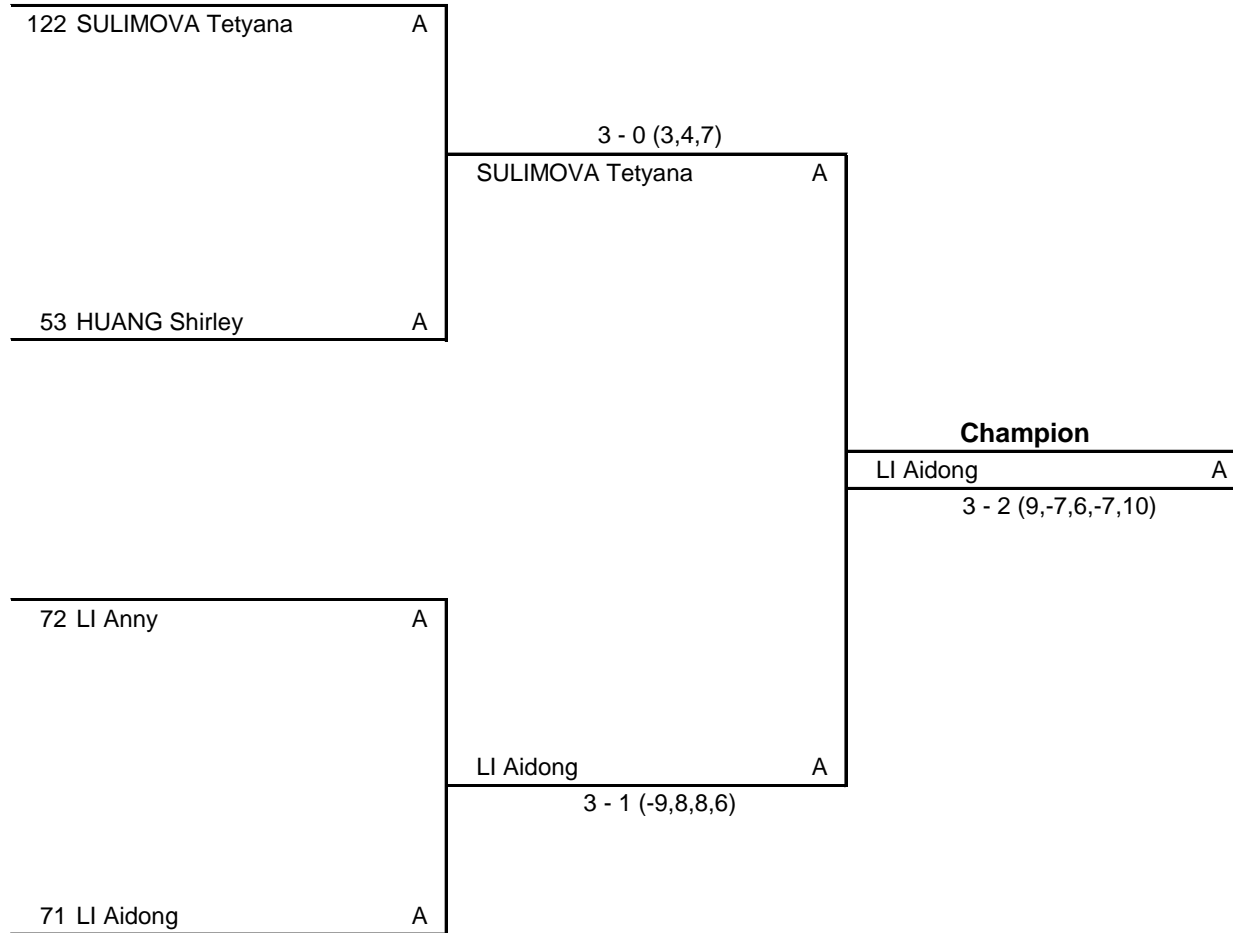 122 SULIMOVA Tetyana A
3 - 0 (3,4,7)
SULIMOVA Tetyana A
53 HUANG Shirley A
Champion
LI Aidong A
3 - 2 (9,-7,6,-7,10)
72 LI Anny A
LI Aidong A
3 - 1 (-9,8,8,6)
71 LI Aidong A